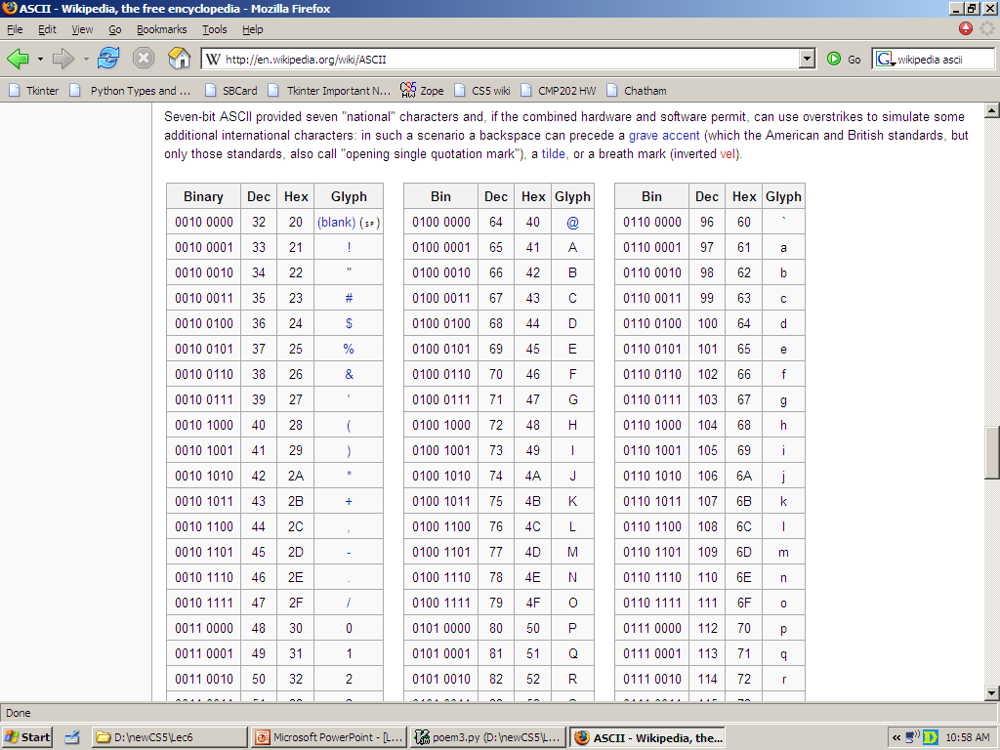 ASCII - Wikipedia, the free encyclopedia - Mozilla Firefox
File Edit View Go Bookmarks Tools Help
W http://en.wikipedia.org/wiki/ASCII Go G wikipedia ascii
Tkinter Python Types and ... SBCard Tkinter Important N... CS5 HW Zope CS5 wiki CMP202 HW Chatham
Seven-bit ASCII provided seven "national" characters and, if the combined hardware and software permit, can use overstrikes to simulate some
additional international characters: in such a scenario a backspace can precede a grave accent (which the American and British standards, but
only those standards, also call "opening single quotation mark"), a tilde, or a breath mark (inverted vel).
Binary Dec Hex Glyph Bin Dec Hex Glyph Bin Dec Hex Glyph
0010 0000 32 20 (blank) (SP) 0100 0000 64 40 @ 0110 0000 96 60 `
0010 0001 33 21 ! 0100 0001 65 41 A 0110 0001 97 61 a
0010 0010 34 22 " 0100 0010 66 42 B 0110 0010 98 62 b
0010 0011 35 23 # 0100 0011 67 43 C 0110 0011 99 63 c
0010 0100 36 24 $ 0100 0100 68 44 D 0110 0100 100 64 d
0010 0101 37 25 % 0100 0101 69 45 E 0110 0101 101 65 e
0010 0110 38 26 & 0100 0110 70 46 F 0110 0110 102 66 f
0010 0111 39 27 ' 0100 0111 71 47 G 0110 0111 103 67 g
0010 1000 40 28 ( 0100 1000 72 48 H 0110 1000 104 68 h
0010 1001 41 29 ) 0100 1001 73 49 I 0110 1001 105 69 i
0010 1010 42 2A * 0100 1010 74 4A J 0110 1010 106 6A j
0010 1011 43 2B + 0100 1011 75 4B K 0110 1011 107 6B k
0010 1100 44 2C , 0100 1100 76 4C L 0110 1100 108 6C l
0010 1101 45 2D - 0100 1101 77 4D M 0110 1101 109 6D m
0010 1110 46 2E . 0100 1110 78 4E N 0110 1110 110 6E n
0010 1111 47 2F / 0100 1111 79 4F O 0110 1111 111 6F o
0011 0000 48 30 0 0101 0000 80 50 P 0111 0000 112 70 p
0011 0001 49 31 1 0101 0001 81 51 Q 0111 0001 113 71 q
0011 0010 50 32 2 0101 0010 82 52 R 0111 0010 114 72 r
Done
Start D:\newCS5\Lec6 Microsoft PowerPoint - [L... poem3.py (D:\newCS5\L... ASCII - Wikipedia, the... « 10:58 AM